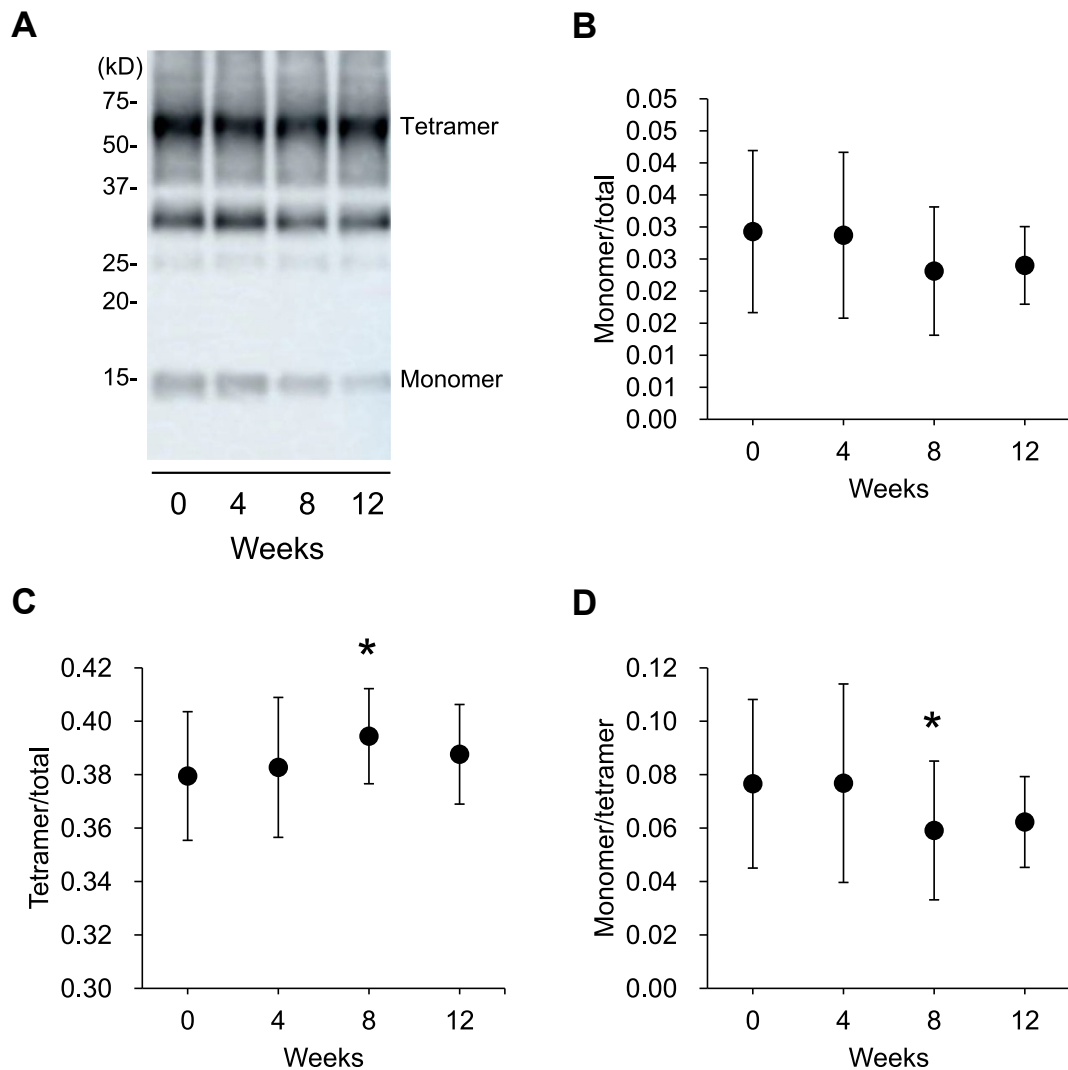 A
(kD)
75-
50-
37-
25-
20-
15-
Tetramer
Monomer
0 4 8 12
Weeks
B
Monomer/total
0.05
0.05
0.04
0.04
0.03
0.03
0.02
0.02
0.01
0.01
0.00
0 4 8 12
Weeks
C
Tetramer/total
0.42
0.40
0.38
0.36
0.34
0.32
0.30
*
0 4 8 12
Weeks
D
Monomer/tetramer
0.12
0.10
0.08
0.06
0.04
0.02
0.00
*
0 4 8 12
Weeks